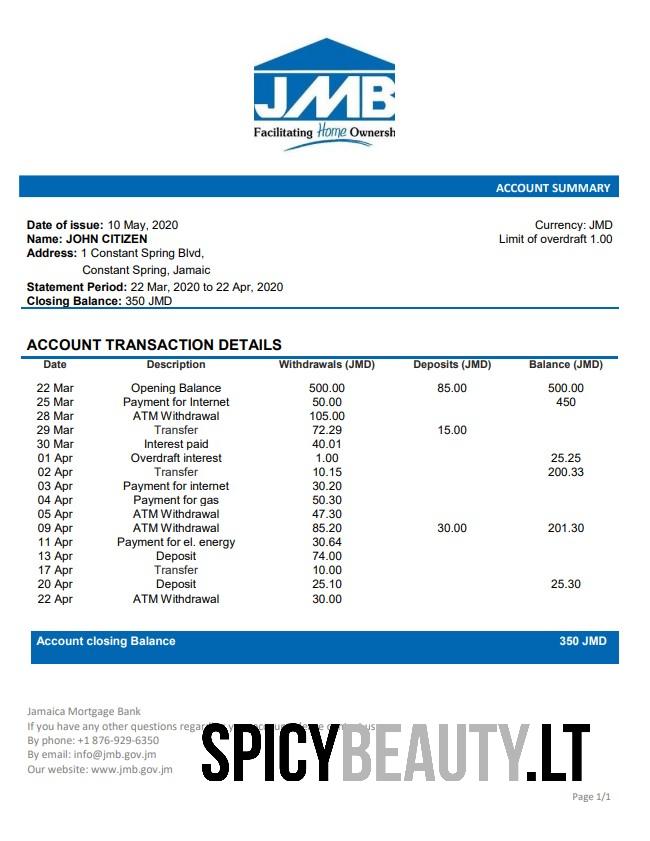 JMB
Facilitating Home Ownersh
ACCOUNT SUMMARY
Date of issue: 10 May, 2020 Currency: JMD
Name: JOHN CITIZEN Limit of overdraft 1.00
Address: 1 Constant Spring Blvd,
Constant Spring, Jamaic
Statement Period: 22 Mar, 2020 to 22 Apr, 2020
Closing Balance: 350 JMD
ACCOUNT TRANSACTION DETAILS
Date Description Withdrawals (JMD) Deposits (JMD) Balance (JMD)
22 Mar Opening Balance 500.00 85.00 500.00
25 Mar Payment for Internet 50.00 450
28 Mar ATM Withdrawal 105.00
29 Mar Transfer 72.29 15.00
30 Mar Interest paid 40.01
01 Apr Overdraft interest 1.00 25.25
02 Apr Transfer 10.15 200.33
03 Apr Payment for internet 30.20
04 Apr Payment for gas 50.30
05 Apr ATM Withdrawal 47.30
09 Apr ATM Withdrawal 85.20 30.00 201.30
11 Apr Payment for el. energy 30.64
13 Apr Deposit 74.00
17 Apr Transfer 10.00
20 Apr Deposit 25.10 25.30
22 Apr ATM Withdrawal 30.00
Account closing Balance 350 JMD
Jamaica Mortgage Bank
If you have any other questions
By phone: +1 876-929-6350
By email: info@jmb.gov.jm
Our website: www.jmb.gov.jm
SPICYBEAUTY.LT
Page 1/1